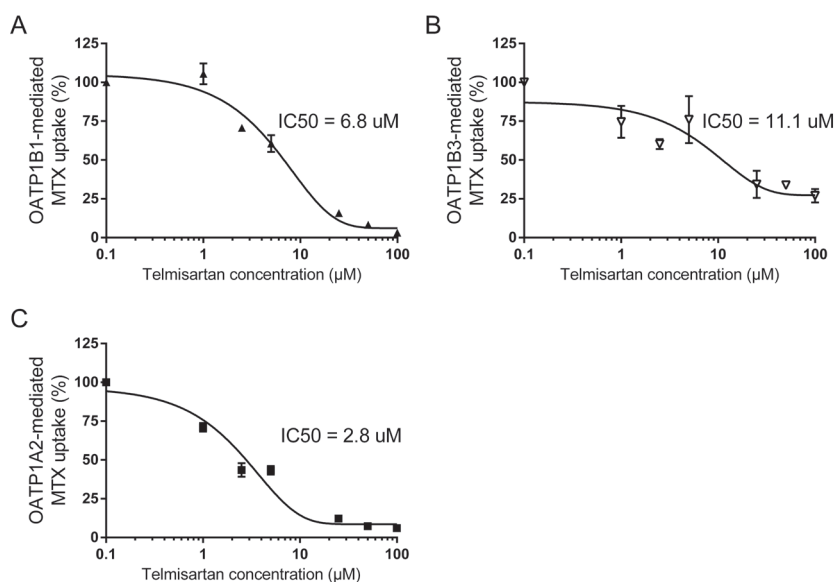 A
OATP1B1-mediated
MTX uptake (%)
125
100
75
50
25
0
IC50 = 6.8 uM
0.1 1 10 100
Telmisartan concentration (µM)
B
OATP1B3-mediated
MTX uptake (%)
125
100
75
50
25
0
IC50 = 11.1 uM
0.1 1 10 100
Telmisartan concentration (µM)
C
OATP1A2-mediated
MTX uptake (%)
125
100
75
50
25
0
IC50 = 2.8 uM
0.1 1 10 100
Telmisartan concentration (µM)